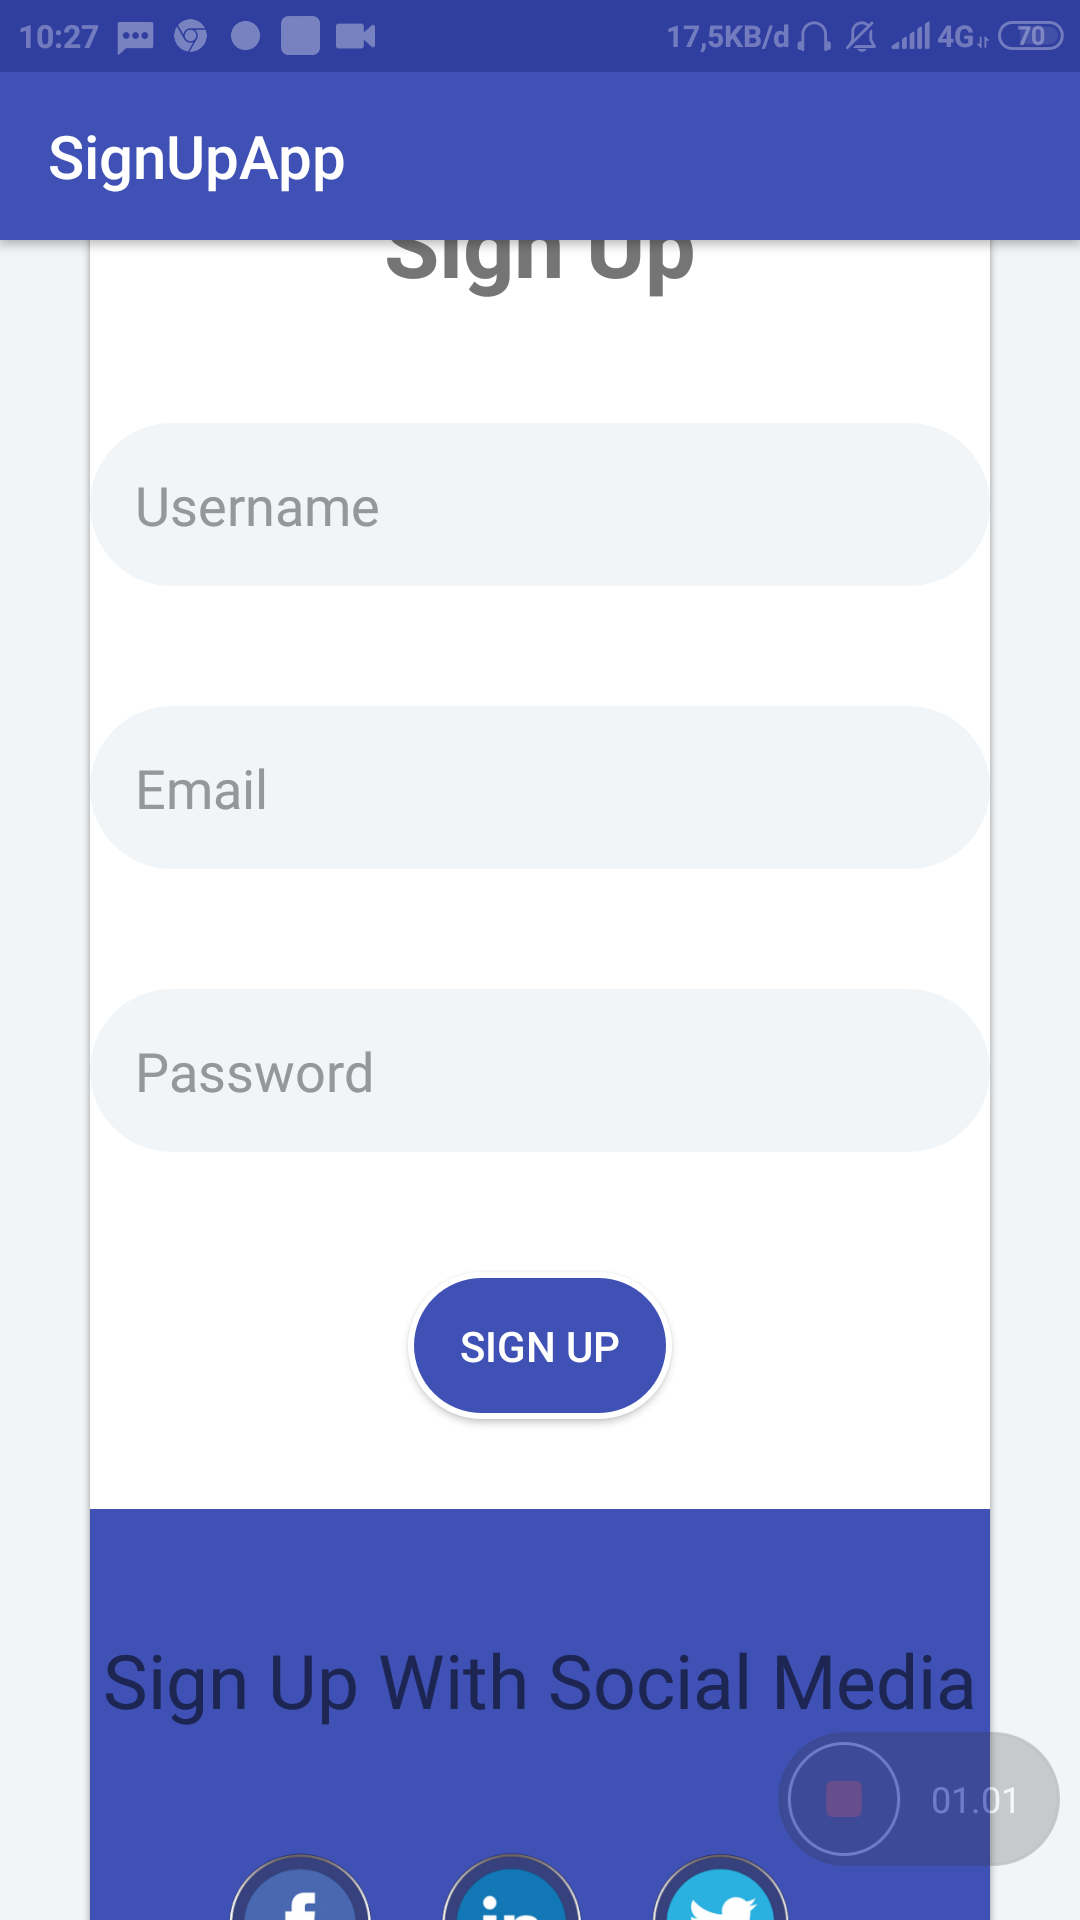 10:27 17,5KB/d 4G 70
SignUpApp
Sign Up
Username
Email
Password
SIGN UP
Sign Up With Social Media
01.01
f in